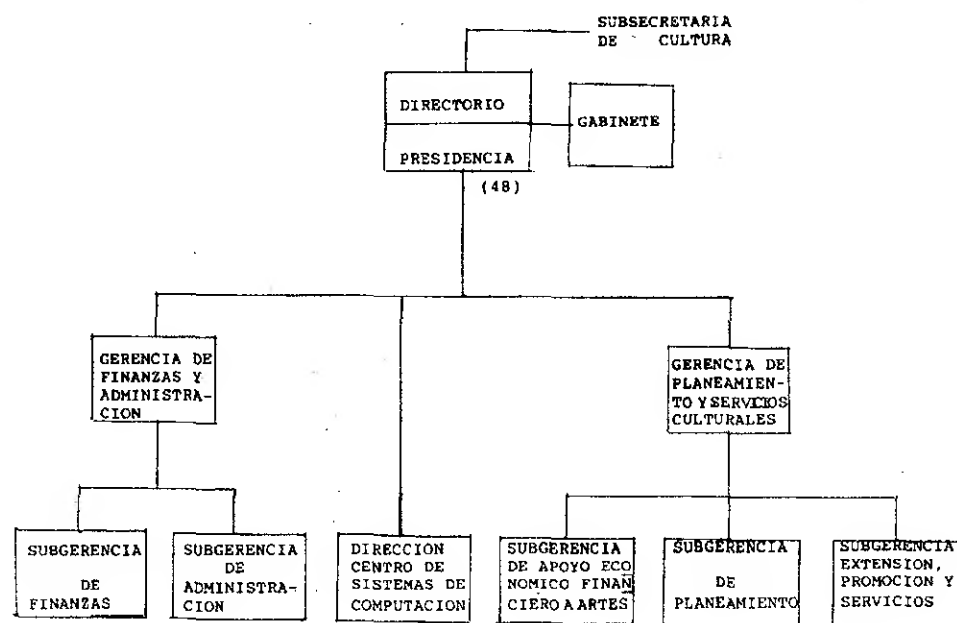 SUBSECRETARIA
DE CULTURA
DIRECTORIO
GABINETE
PRESIDENCIA
(48)
GERENCIA DE
FINANZAS Y
ADMINISTRA-
CION
GERENCIA DE
PLANEAMIEN-
TO Y SERVICIOS
CULTURALES
SUBGERENCIA
DE
FINANZAS
SUBGERENCIA
DE
ADMINISTRA-
CION
DIRECCION
CENTRO DE
SISTEMAS DE
COMPUTACION
SUBGERENCIA
DE APOYO ECO
NOMICO FINAN
CIERO A ARTES
SUBGERENCIA
DE
PLANEAMIENTO
SUBGERENCIA
EXTENSION,
PROMOCION Y
SERVICIOS